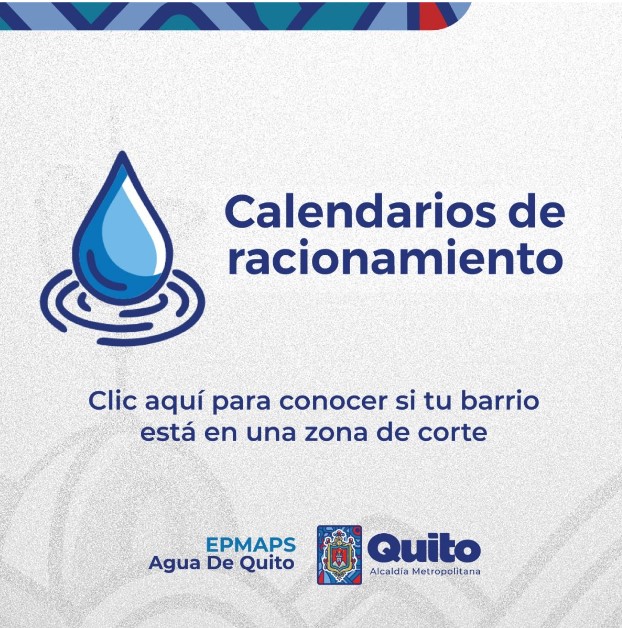 Calendarios de
racionamiento
Clic aquí para conocer si tu barrio
está en una zona de corte
EPMAPS
Agua De Quito
Quito
Alcaldía Metropolitana